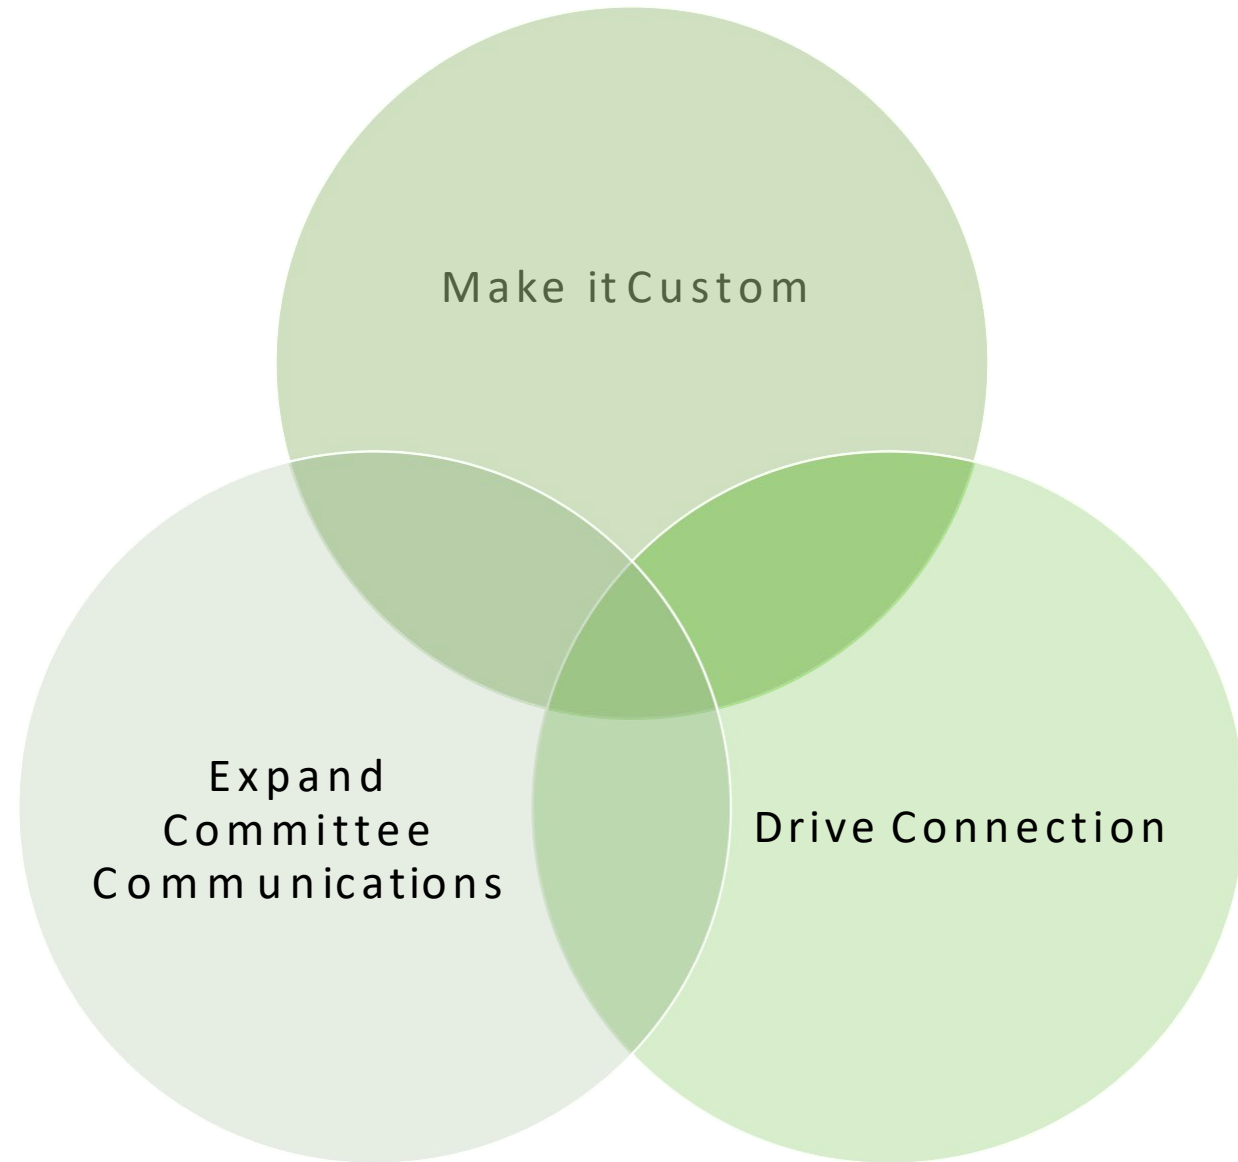 Make it Custom
Expand
Committee
Communications
Drive Connection